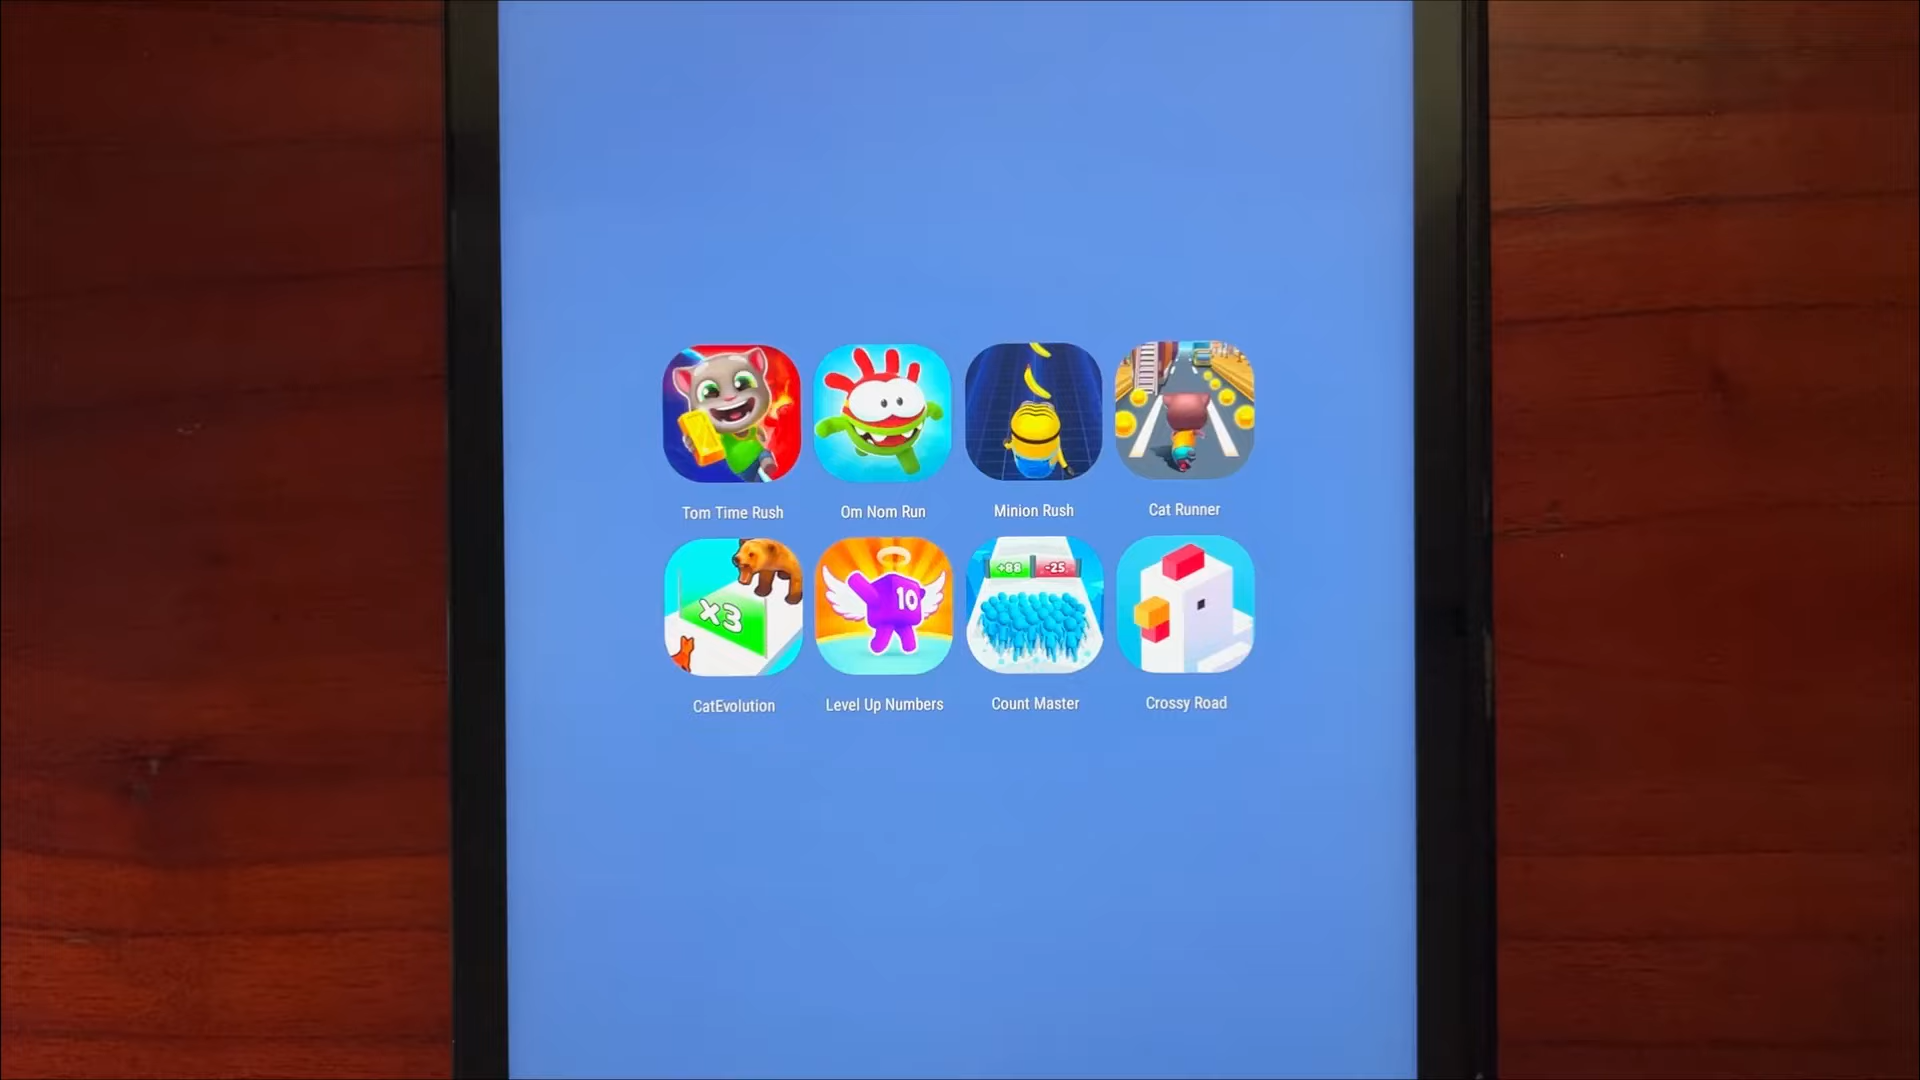 Tom Time Rush
Om Nom Run
Minion Rush
Cat Runner
x3
10
+88
-25
CatEvolution
Level Up Numbers
Count Master
Crossy Road